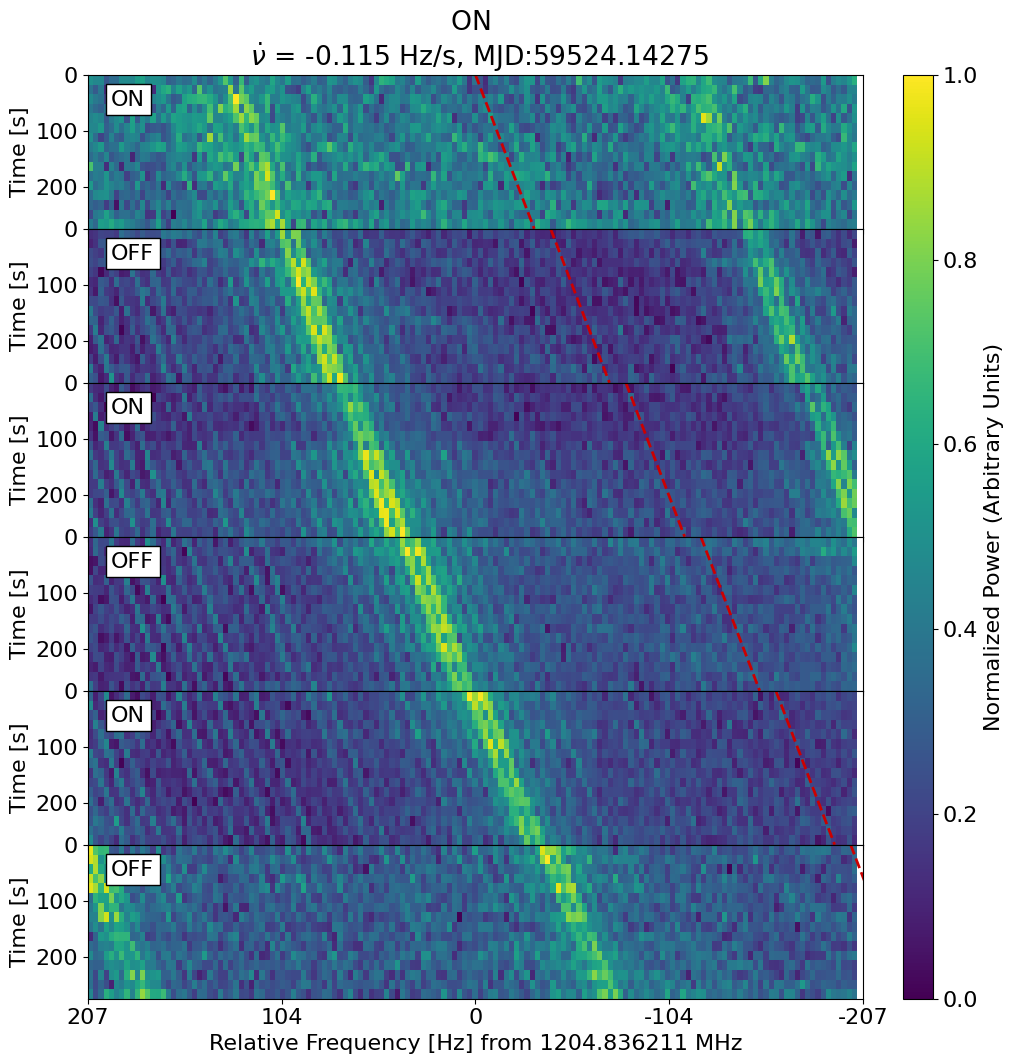 ON
ν̇ = -0.115 Hz/s, MJD:59524.14275
0
ON
100
200
Time [s]
0
OFF
100
200
Time [s]
0
ON
100
200
Time [s]
0
OFF
100
200
Time [s]
0
ON
100
200
Time [s]
0
OFF
100
200
Time [s]
207 104 0 -104 -207
Relative Frequency [Hz] from 1204.836211 MHz
1.0
0.8
0.6
0.4
0.2
0.0
Normalized Power (Arbitrary Units)